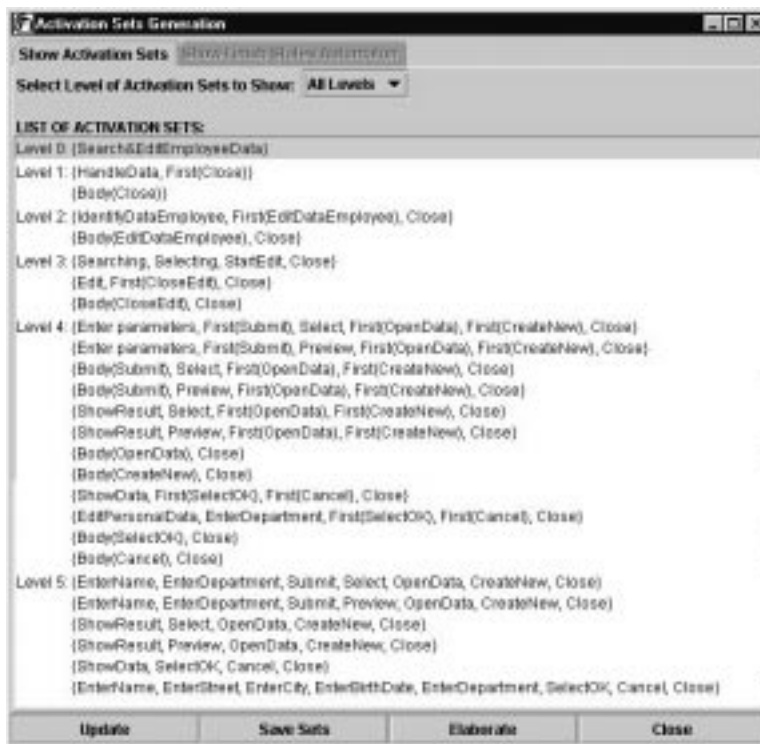 Activation Sets Generation
Show Activation Sets
Select Level of Activation Sets to Show: All Levels
LIST OF ACTIVATION SETS:
Level 0: {Search&EditEmployeeData}
Level 1: {HandleData, First(Close)}
{Body(Close)}
Level 2: {IdentifyDataEmployee, First(EditDataEmployee), Close}
{Body(EditDataEmployee), Close}
Level 3: {Searching, Selecting, StartEdit, Close}
{Edit, First(CloseEdit), Close}
{Body(CloseEdit), Close}
Level 4: {Enter parameters, First(Submit), Select, First(OpenData), First(CreateNew), Close}
{Enter parameters, First(Submit), Preview, First(OpenData), First(CreateNew), Close}
{Body(Submit), Select, First(OpenData), First(CreateNew), Close}
{Body(Submit), Preview, First(OpenData), First(CreateNew), Close}
{ShowResult, Select, First(OpenData), First(CreateNew), Close}
{ShowResult, Preview, First(OpenData), First(CreateNew), Close}
{Body(OpenData), Close}
{Body(CreateNew), Close}
{ShowData, First(SelectOK), First(Cancel), Close}
{EditPersonalData, EnterDepartment, First(SelectOK), First(Cancel), Close}
{Body(SelectOK), Close}
{Body(Cancel), Close}
Level 5: {EnterName, EnterDepartment, Submit, Select, OpenData, CreateNew, Close}
{EnterName, EnterDepartment, Submit, Preview, OpenData, CreateNew, Close}
{ShowResult, Select, OpenData, CreateNew, Close}
{ShowResult, Preview, OpenData, CreateNew, Close}
{ShowData, SelectOK, Cancel, Close}
{EnterName, EnterStreet, EnterCity, EnterBirthDate, EnterDepartment, SelectOK, Cancel, Close}
Update Save Sets Elaborate Close